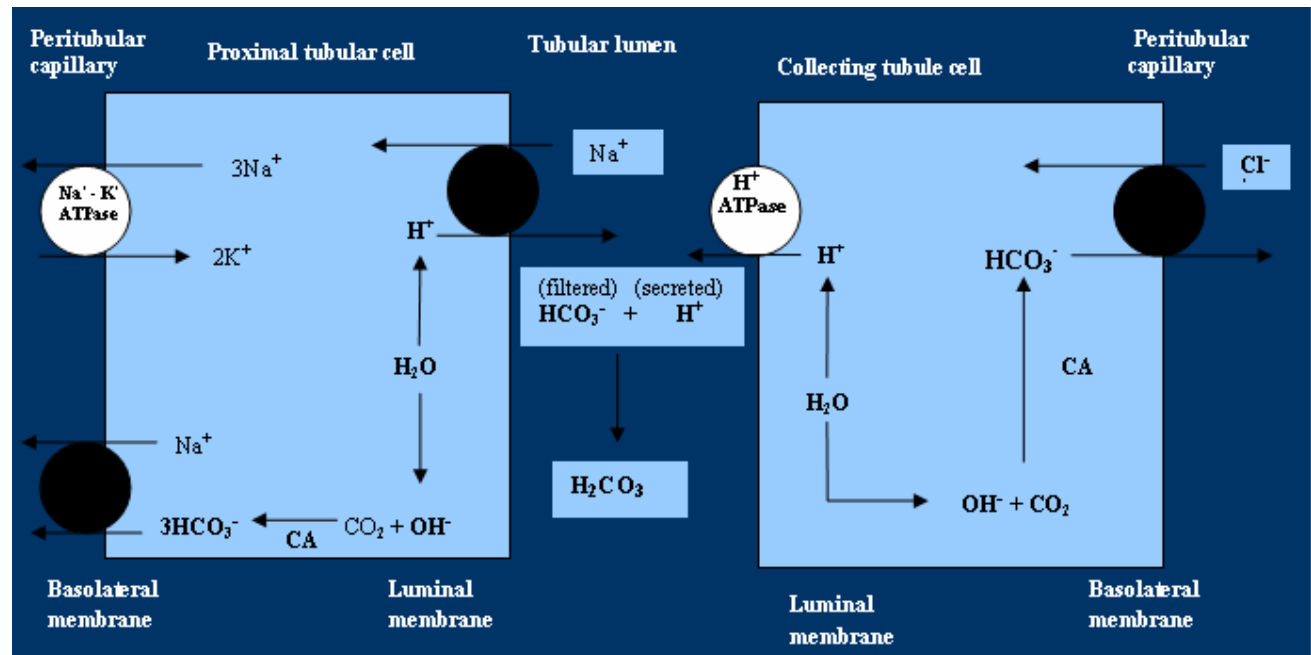 Peritubular
capillary
Proximal tubular cell
Tubular lumen
Collecting tubule cell
Peritubular
capillary
3Na⁺
Na' - K'
ATPase
2K⁺
H⁺
Na⁺
(filtered) (secreted)
HCO₃⁻ + H⁺
H₂O
H₂CO₃
Na⁺
3HCO₃⁻
CA
CO₂ + OH⁻
H⁺
ATPase
H⁺
HCO₃⁻
Cl⁻
CA
H₂O
OH⁻ + CO₂
Basolateral
membrane
Luminal
membrane
Luminal
membrane
Basolateral
membrane